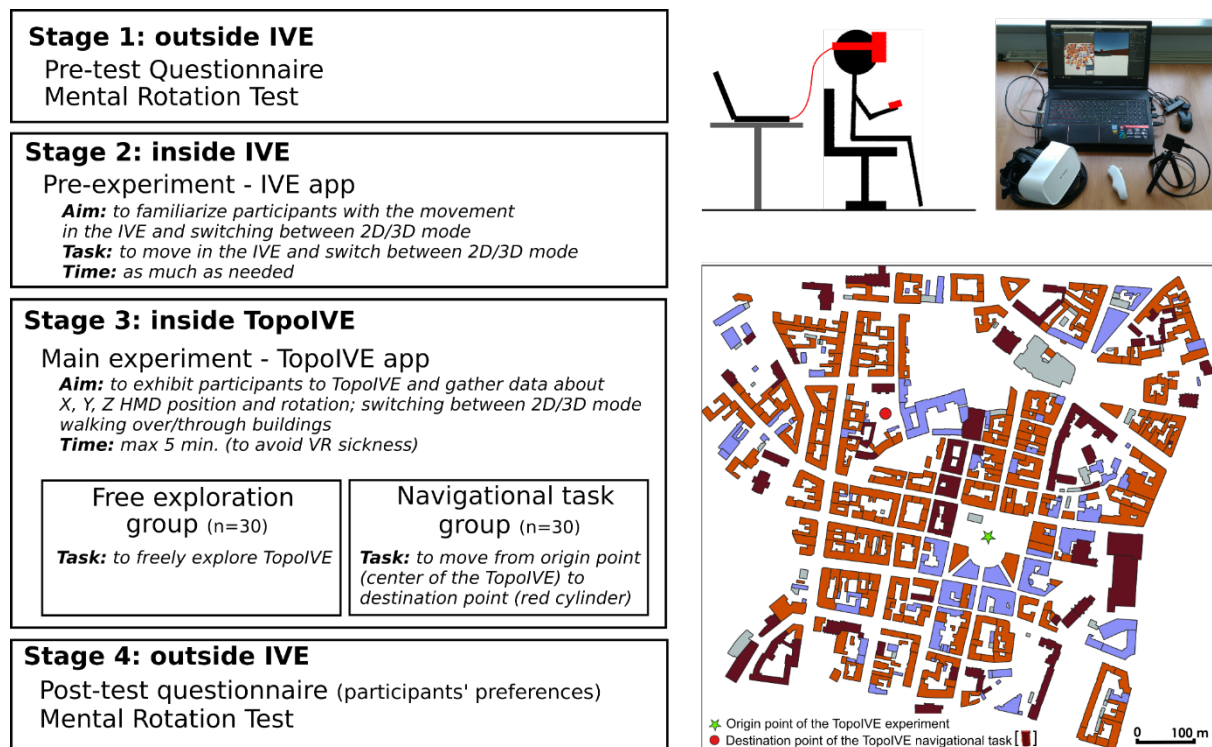 Stage 1: outside IVE
Pre-test Questionnaire
Mental Rotation Test
Stage 2: inside IVE
Pre-experiment - IVE app
Aim: to familiarize participants with the movement
in the IVE and switching between 2D/3D mode
Task: to move in the IVE and switch between 2D/3D mode
Time: as much as needed
Stage 3: inside TopoIVE
Main experiment - TopoIVE app
Aim: to exhibit participants to TopoIVE and gather data about
X, Y, Z HMD position and rotation; switching between 2D/3D mode
walking over/through buildings
Time: max 5 min. (to avoid VR sickness)
Free exploration
group (n=30)
Task: to freely explore TopoIVE
Navigational task
group (n=30)
Task: to move from origin point
(center of the TopoIVE) to
destination point (red cylinder)
Stage 4: outside IVE
Post-test questionnaire (participants' preferences)
Mental Rotation Test
Origin point of the TopoIVE experiment
Destination point of the TopoIVE navigational task [ ]
0 100 m